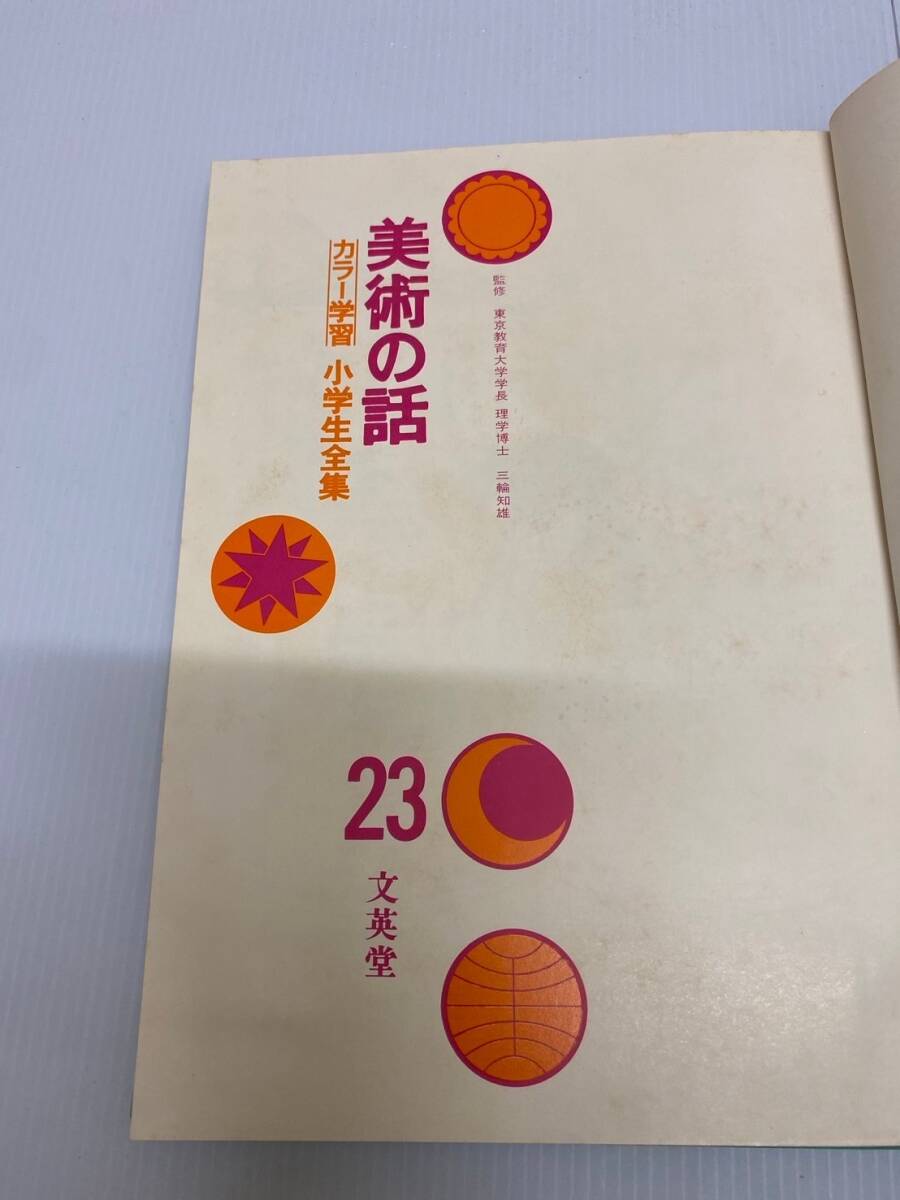 監修 東京教育大学学長 理学博士 三輪知雄
美術の話
カラー学習 小学生全集
23
文英堂